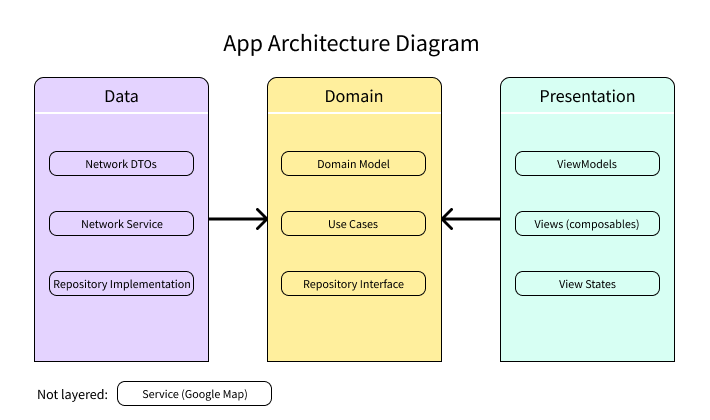 App Architecture Diagram
Data
Network DTOs
Network Service
Repository Implementation
Domain
Domain Model
Use Cases
Repository Interface
Presentation
ViewModels
Views (composables)
View States
Not layered:
Service (Google Map)